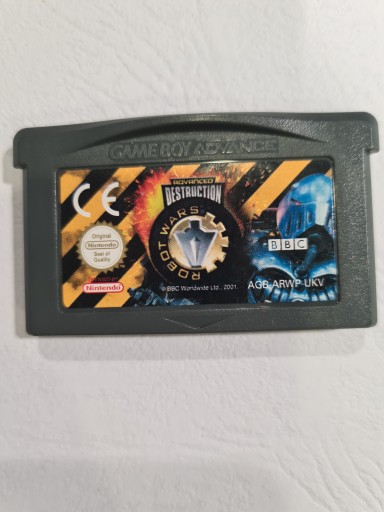 GAME BOY ADVANCE
CE
ADVANCED
DESTRUCTION
ROBOT WARS
Original
Nintendo
Seal of
Quality
BBC
Nintendo
© BBC Worldwide Ltd., 2001.
AGB ARWP UKV